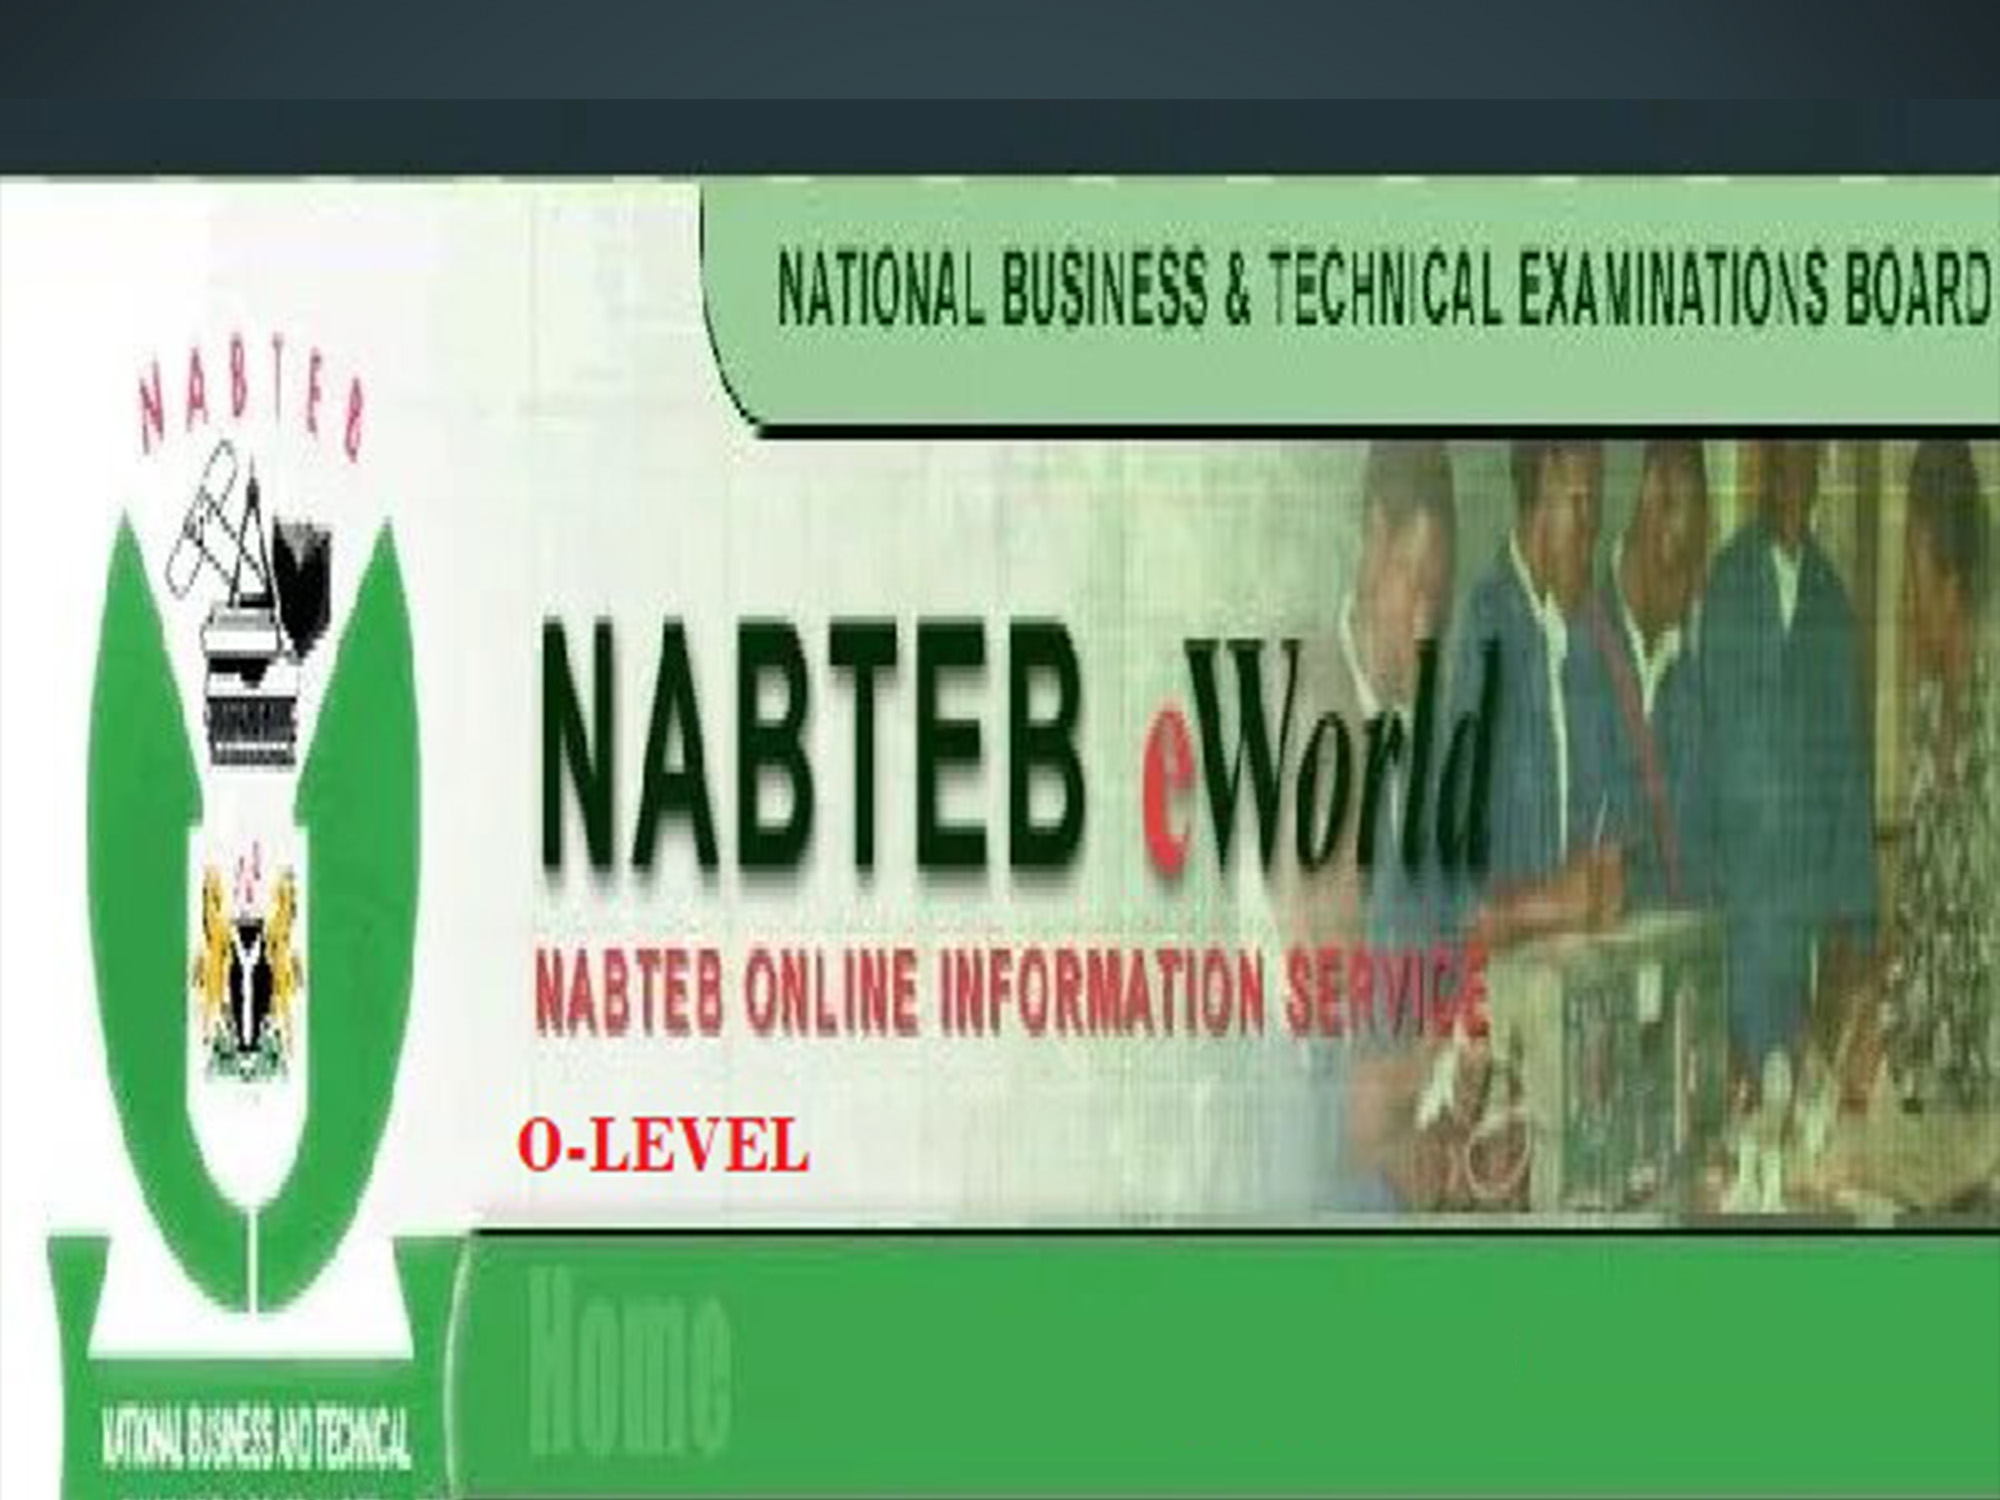 NATIONAL BUSINESS & TECHNICAL EXAMINATIONS BOARD
NABTEB
NABTEB eWorld
NABTEB ONLINE INFORMATION SERVICE
O-LEVEL
Home
NATIONAL BUSINESS AND TECHNICAL